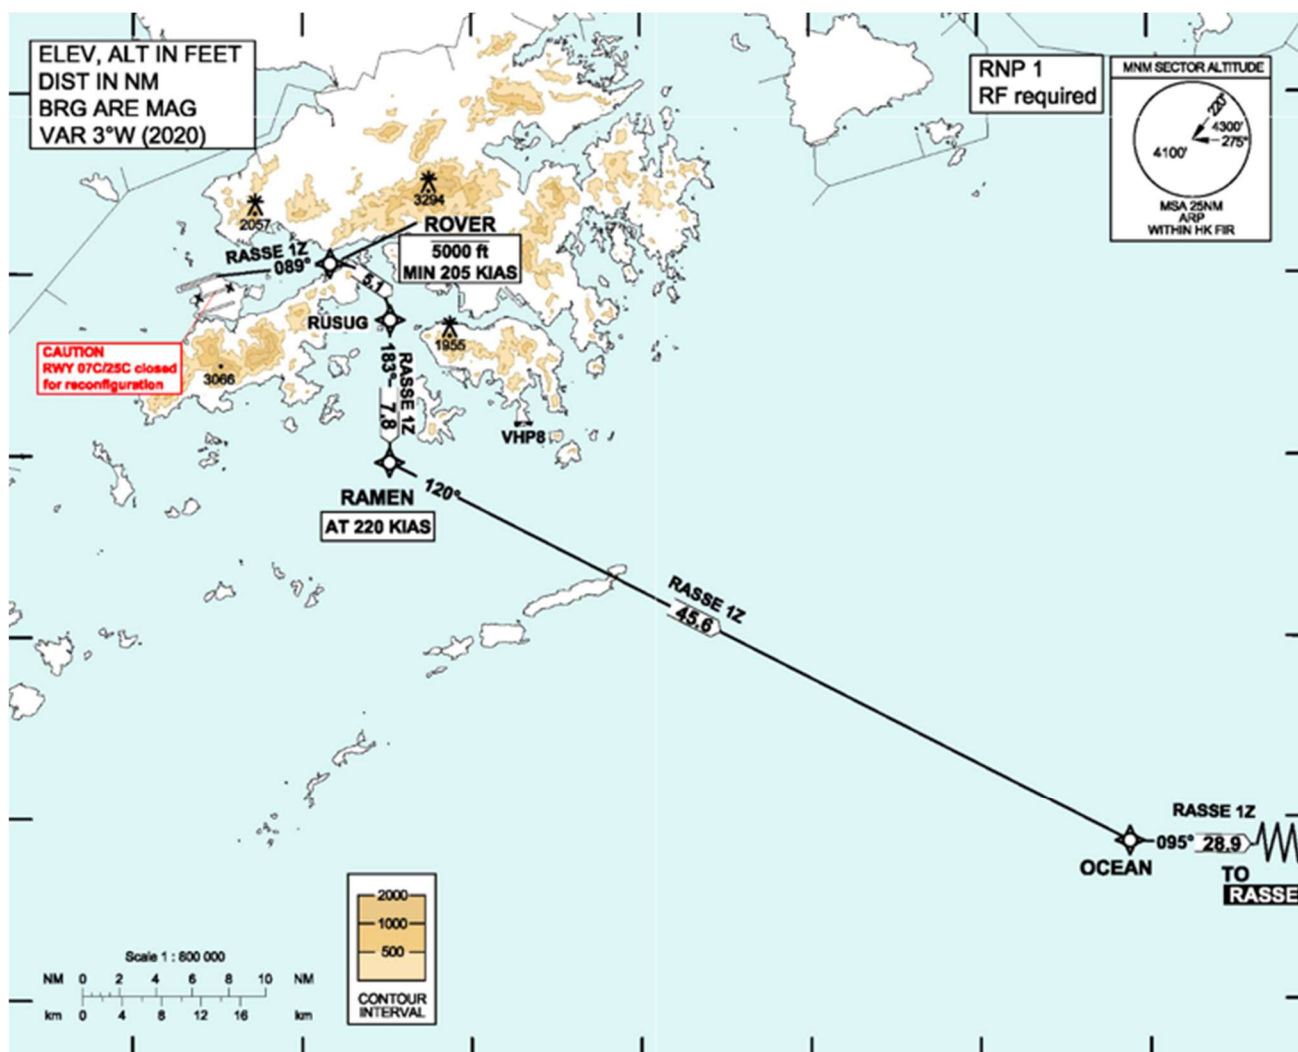 ELEV, ALT IN FEET
DIST IN NM
BRG ARE MAG
VAR 3°W (2020)
RNP 1
RF required
MNM SECTOR ALTITUDE
220°
4300'
275°
4100'
MSA 25NM
ARP
WITHIN HK FIR
3294
2057
ROVER
5000 ft
MIN 205 KIAS
RASSE 1Z
089°
5.1
RUSUG
1955
CAUTION
RWY 07C/25C closed
for reconfiguration
3066
183°
RASSE 1Z
7.8
VHP8
RAMEN
AT 220 KIAS
120°
RASSE 1Z
45.6
RASSE 1Z
095° 28.9
OCEAN
TO
RASSE
2000
1000
500
CONTOUR
INTERVAL
Scale 1 : 800 000
NM 0 2 4 6 8 10 NM
km 0 4 8 12 16 km